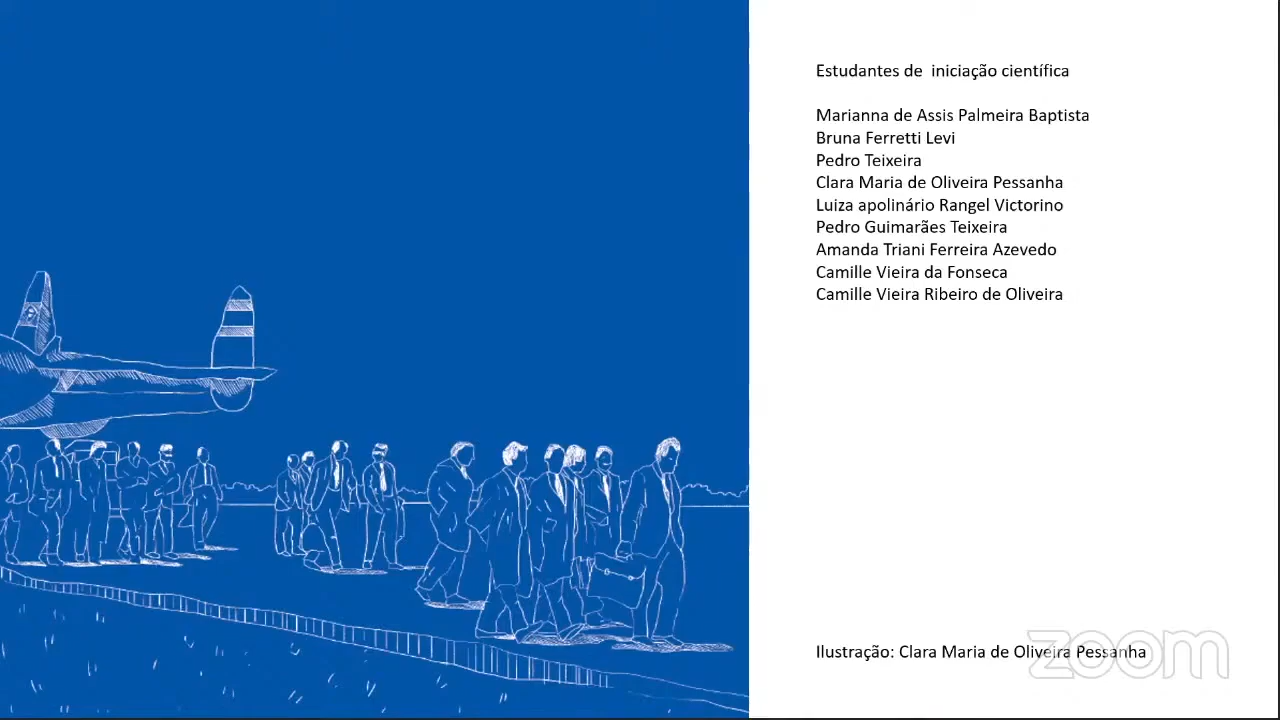 Estudantes de  iniciação científica
Marianna de Assis Palmeira Baptista
Bruna Ferretti Levi
Pedro Teixeira
Clara Maria de Oliveira Pessanha
Luiza apolinário Rangel Victorino
Pedro Guimarães Teixeira
Amanda Triani Ferreira Azevedo
Camille Vieira da Fonseca
Camille Vieira Ribeiro de Oliveira
Ilustração: Clara Maria de Oliveira Pessanha
zoom